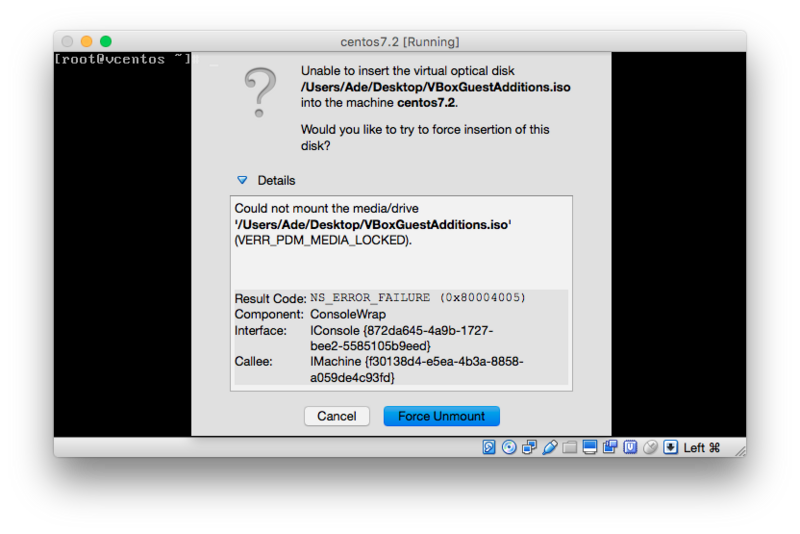 centos7.2 [Running]
[root@vcentos ~]
Unable to insert the virtual optical disk
/Users/Ade/Desktop/VBoxGuestAdditions.iso
into the machine centos7.2.
Would you like to try to force insertion of this
disk?
Details
Could not mount the media/drive
'/Users/Ade/Desktop/VBoxGuestAdditions.iso'
(VERR_PDM_MEDIA_LOCKED).
Result Code: NS_ERROR_FAILURE (0x80004005)
Component: ConsoleWrap
Interface: IConsole {872da645-4a9b-1727-
bee2-5585105b9eed}
Callee: IMachine {f30138d4-e5ea-4b3a-8858-
a059de4c93fd}
Cancel Force Unmount
Left ⌘